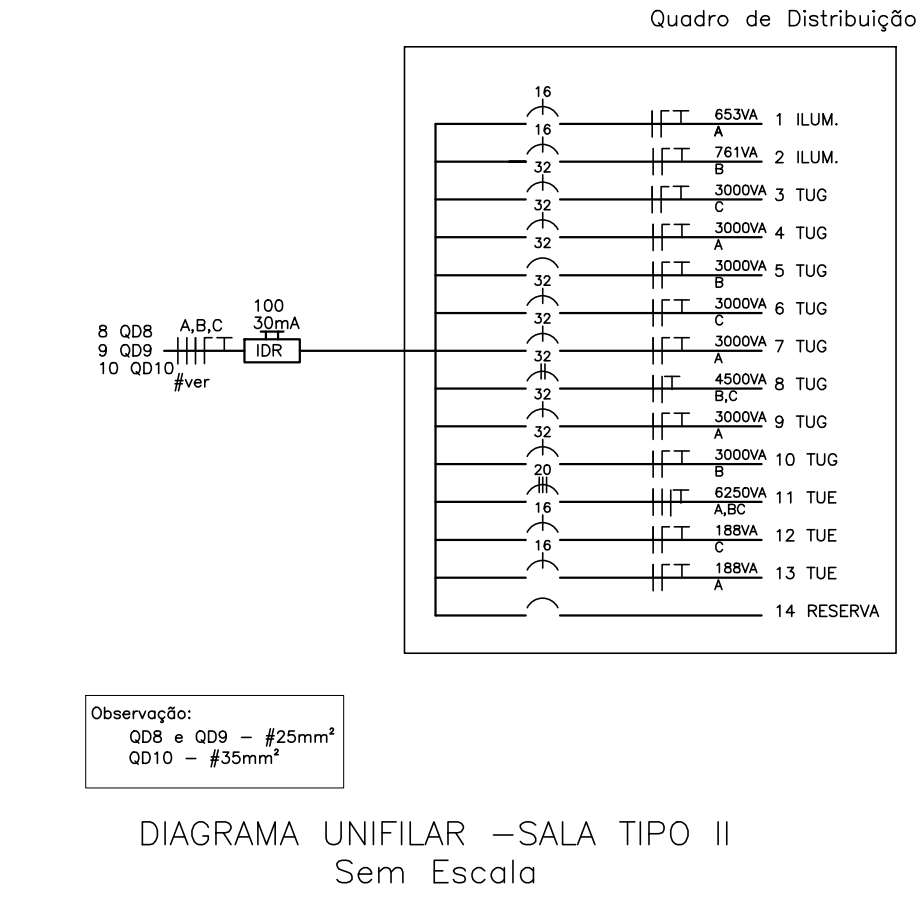 Quadro de Distribuição
16
653VA
A
1 ILUM.
16
761VA
B
2 ILUM.
32
3000VA
C
3 TUG
32
3000VA
A
4 TUG
32
3000VA
B
5 TUG
32
3000VA
C
6 TUG
32
3000VA
A
7 TUG
32
4500VA
B,C
8 TUG
32
3000VA
A
9 TUG
32
3000VA
B
10 TUG
20
6250VA
A,BC
11 TUE
16
188VA
C
12 TUE
16
188VA
A
13 TUE
14 RESERVA
8 QD8
9 QD9
10 QD10
A,B,C
#ver
100
30mA
IDR
Observação:
QD8 e QD9 - #25mm²
QD10 - #35mm²
DIAGRAMA UNIFILAR -SALA TIPO II
Sem Escala